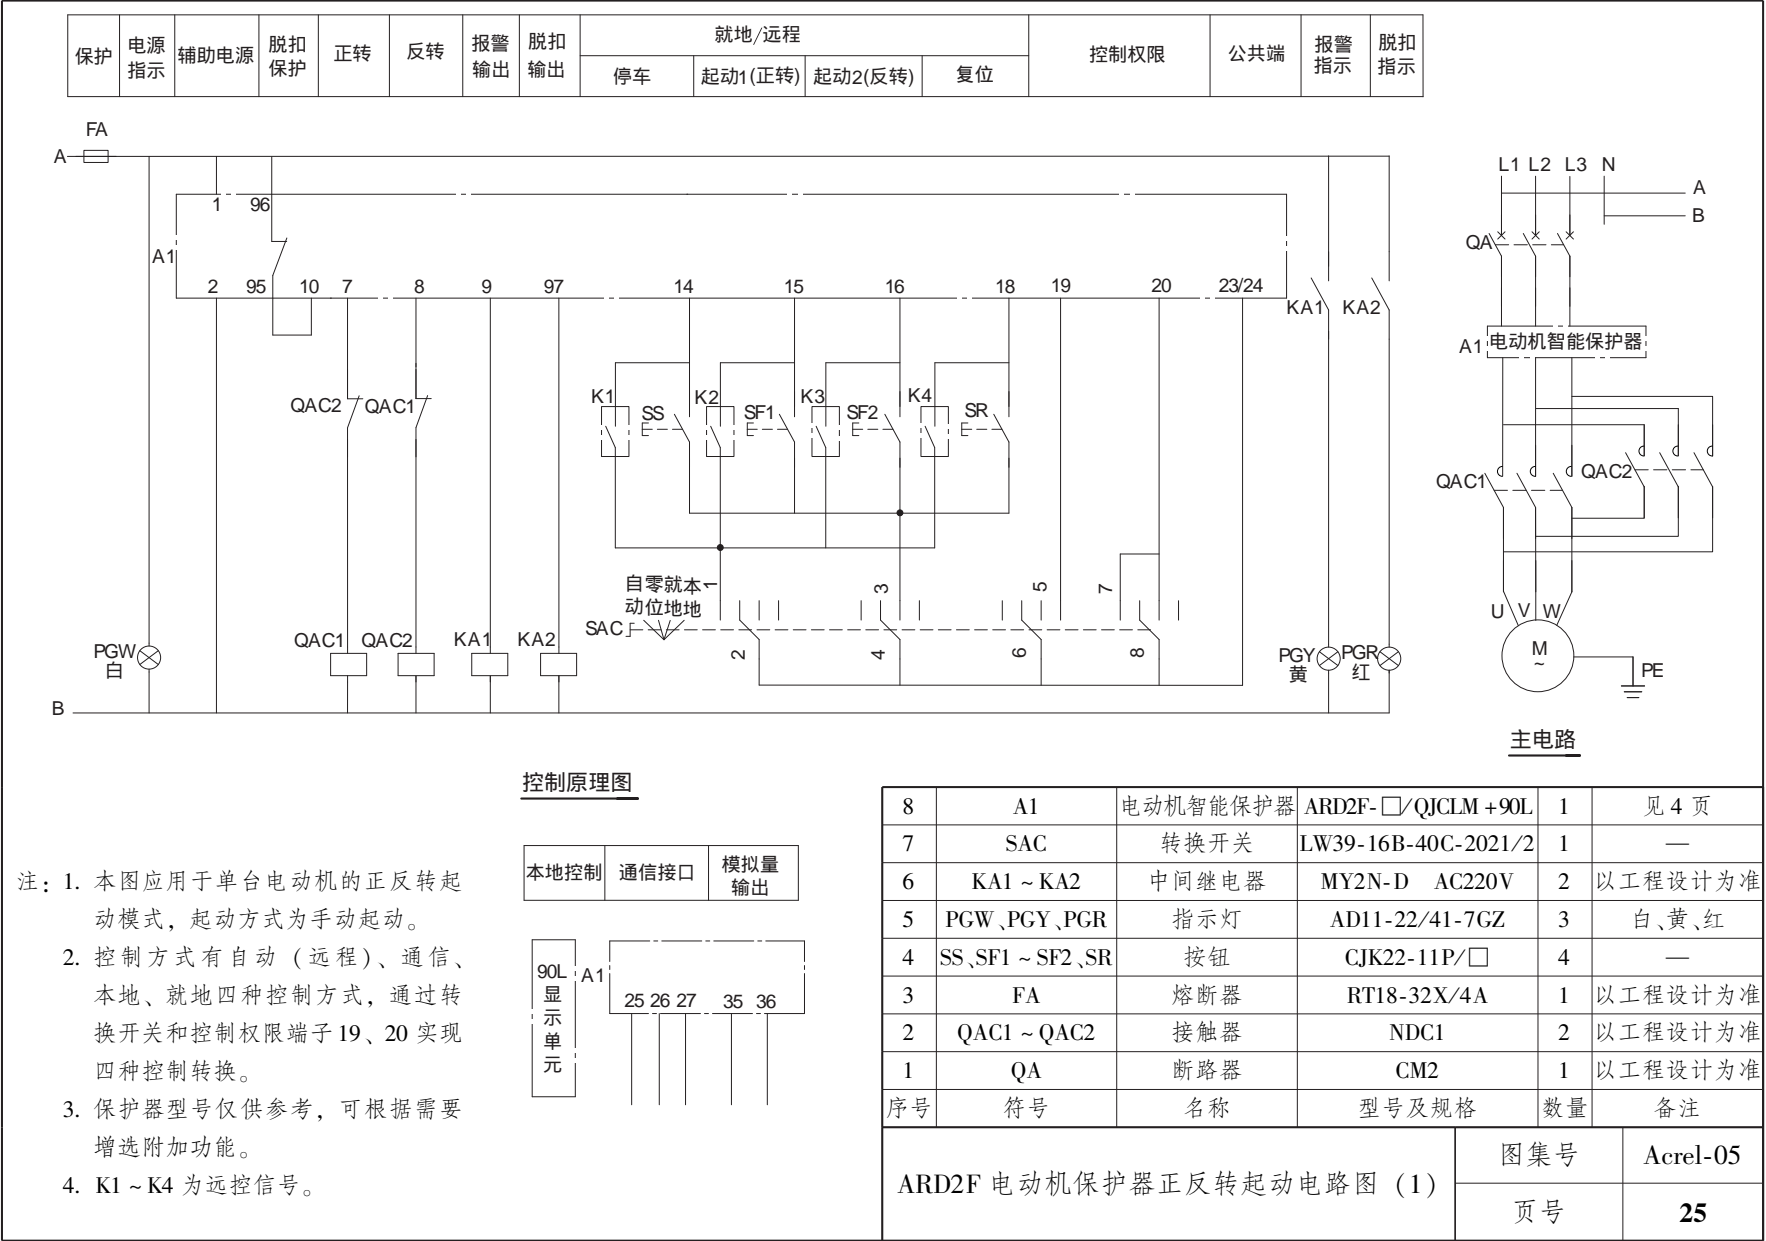 保护
电源
指示
辅助电源
脱扣
保护
正转
反转
报警
输出
脱扣
输出
就地/远程
停车
起动1(正转)
起动2(反转)
复位
控制权限
公共端
报警
指示
脱扣
指示
FA
A
1 96
A1
2 95 10 7 8 9 97 14 15 16 18 19 20 23/24
KA1 KA2
QAC2 QAC1
K1 SS K2 SF1 K3 SF2 K4 SR
自零就本
动位地地
1 3 5 7
SAC
2 4 6 8
PGW
白
QAC1 QAC2 KA1 KA2
PGY
黄
PGR
红
B
控制原理图
L1 L2 L3 N
A
B
QA
A1 电动机智能保护器
QAC1 QAC2
U V W
M
~
PE
主电路
注：1. 本图应用于单台电动机的正反转起
动模式，起动方式为手动起动。
2. 控制方式有自动（远程）、通信、
本地、就地四种控制方式，通过转
换开关和控制权限端子19、20 实现
四种控制转换。
3. 保护器型号仅供参考，可根据需要
增选附加功能。
4. K1 ~ K4 为远控信号。
本地控制 通信接口 模拟量
输出
90L
显
示
单
元
A1
25 26 27 35 36
8 A1 电动机智能保护器 ARD2F-□/QJCLM +90L 1 见 4 页
7 SAC 转换开关 LW39-16B-40C-2021/2 1 —
6 KA1 ~ KA2 中间继电器 MY2N-D AC220V 2 以工程设计为准
5 PGW、PGY、PGR 指示灯 AD11-22/41-7GZ 3 白、黄、红
4 SS、SF1 ~ SF2、SR 按钮 CJK22-11P/□ 4 —
3 FA 熔断器 RT18-32X/4A 1 以工程设计为准
2 QAC1 ~ QAC2 接触器 NDC1 2 以工程设计为准
1 QA 断路器 CM2 1 以工程设计为准
序号 符号 名称 型号及规格 数量 备注
ARD2F 电动机保护器正反转起动电路图（1）
图集号 Acrel-05
页号 25